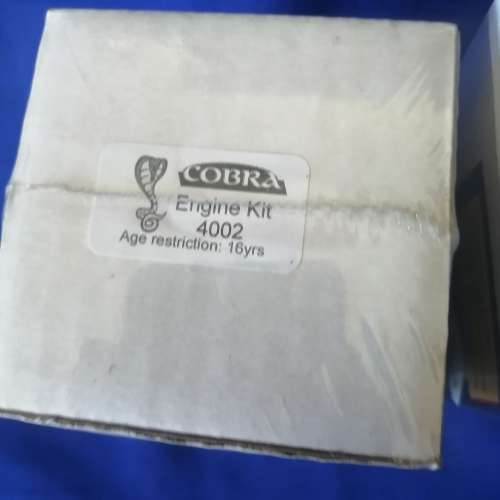 COBRA
Engine Kit
4002
Age restriction: 16yrs